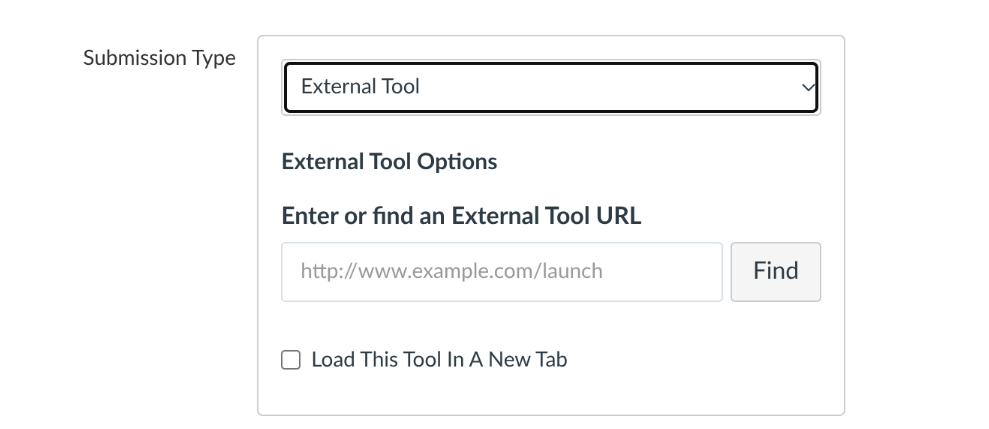 Submission Type
External Tool
External Tool Options
Enter or find an External Tool URL
http://www.example.com/launch
Find
Load This Tool In A New Tab